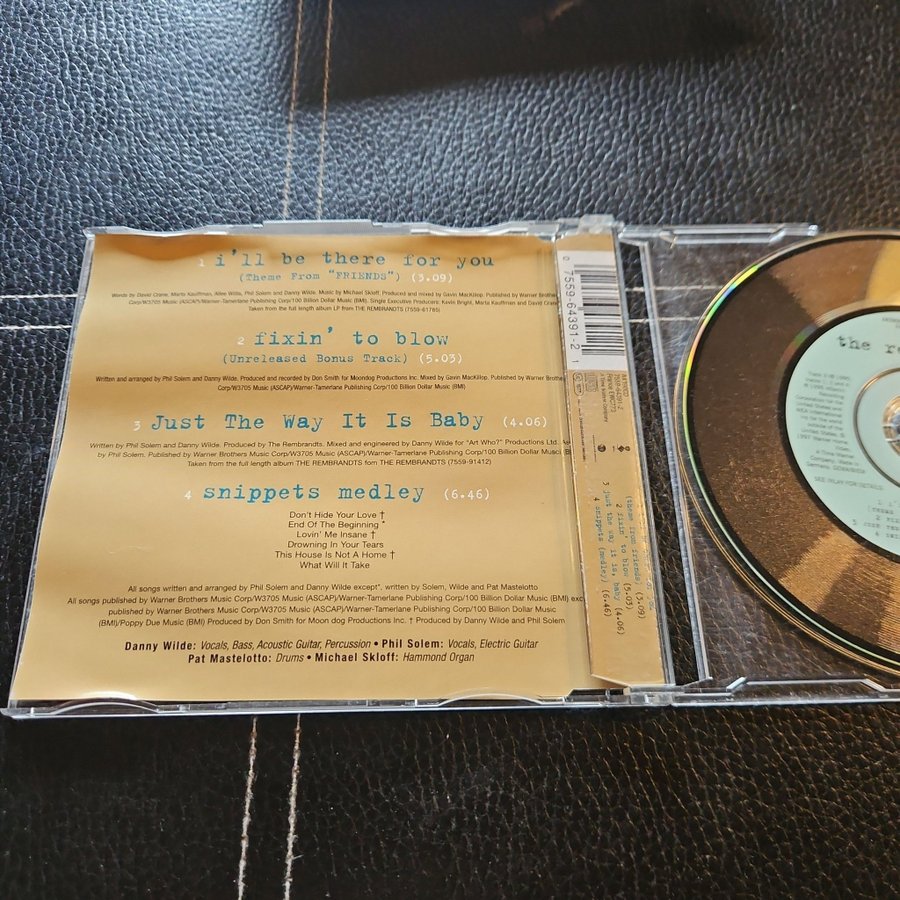 1 i'll be there for you
(Theme From "FRIENDS") (3.09)
Words by David Crane, Marta Kauffman, Allee Willis, Phil Solem and Danny Wilde. Music by Michael Skloff. Produced and mixed by Gavin MacKillop. Published by Warner Brothe
Corp/W3705 Music (ASCAP)/Warner-Tamerlane Publishing Corp/100 Billion Dollar Music (BMI). Single Executive Producers: Kevin Bright, Marta Kauffman and David Crane
Taken from the full length album LP from THE REMBRANDTS (7559-61785)
2 fixin' to blow
(Unreleased Bonus Track) (5.03)
Written and arranged by Phil Solem and Danny Wilde. Produced and recorded by Don Smith for Moondog Productions Inc. Mixed by Gavin MacKillop. Published by Warner Brothers
Corp/W3705 Music (ASCAP)/Warner-Tamerlane Publishing Corp/100 Billion Dollar Music (BMI)
3 Just The Way It Is Baby (4.06)
Written by Phil Solem and Danny Wilde. Produced by The Rembrandts. Mixed and engineered by Danny Wilde for "Art Who?" Productions Ltd.
by Phil Solem. Published by Warner Brothers Music Corp/W3705 Music (ASCAP)/Warner-Tamerlane Publishing Corp/100 Billion Dollar Music (BMI)
Taken from the full length album THE REMBRANDTS fom THE REMBRANDTS (7559-91412)
4 snippets medley (6.46)
Don't Hide Your Love †
End Of The Beginning *
Lovin' Me Insane †
Drowning In Your Tears
This House Is Not A Home †
What Will It Take
All songs written and arranged by Phil Solem and Danny Wilde except*, written by Solem, Wilde and Pat Mastelotto
All songs published by Warner Brothers Music Corp/W3705 Music (ASCAP)/Warner-Tamerlane Publishing Corp/100 Billion Dollar Music (BMI) exc
published by Warner Brothers Music Corp/W3705 Music (ASCAP)/Warner-Tamerlane Publishing Corp/100 Billion Dollar Music
(BMI)/Poppy Due Music (BMI) Produced by Don Smith for Moon dog Productions Inc. † Produced by Danny Wilde and Phil Solem
Danny Wilde: Vocals, Bass, Acoustic Guitar, Percussion • Phil Solem: Vocals, Electric Guitar
Pat Mastelotto: Drums • Michael Skloff: Hammond Organ
0 7559-64391-2 1
(theme from friends) (3.09)
2 fixin' to blow (5.03)
3 just the way it is, baby (4.06)
4 snippets (medley) (6.46)
the re
SEE INLAY FOR DETAILS